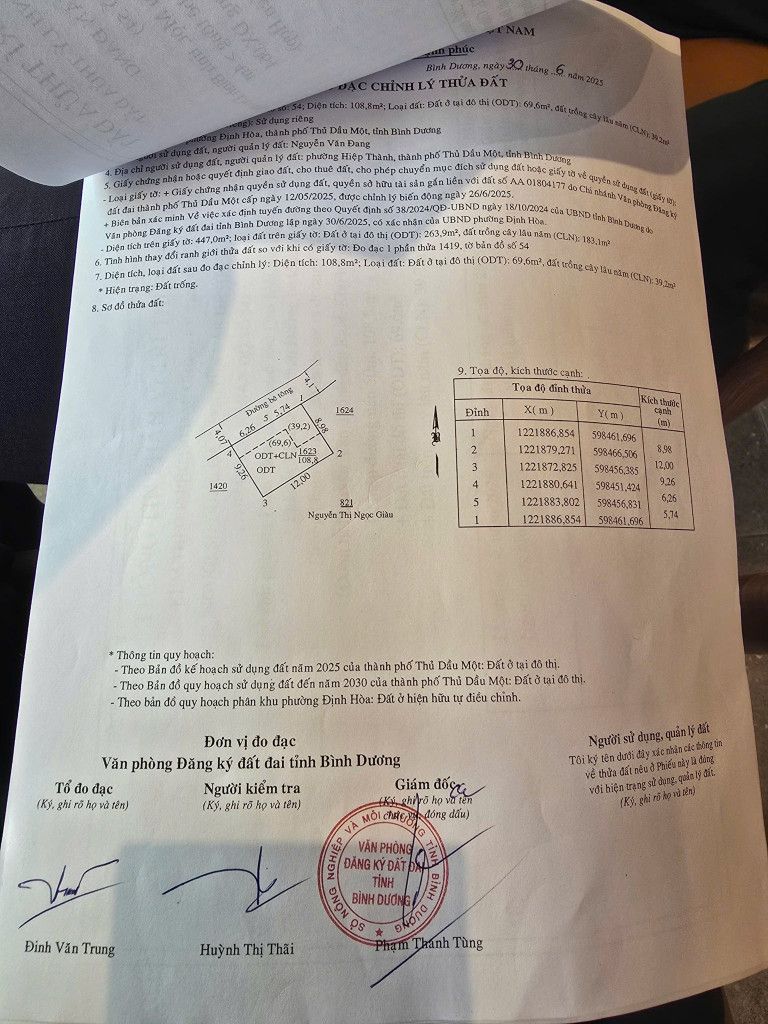 T NAM
phúc
Bình Dương, ngày 30 tháng 6 năm 2025
ĐẠC CHỈNH LÝ THỬA ĐẤT
54; Diện tích: 108,8m²; Loại đất: Đất ở tại đô thị (ODT): 69,6m², đất trồng cây lâu năm (CLN): 39,2m²
Sử dụng riêng
phường Định Hòa, thành phố Thủ Dầu Một, tỉnh Bình Dương
người sử dụng đất, người quản lý đất: Nguyễn Văn Đang
4. Địa chỉ người sử dụng đất, người quản lý đất: phường Hiệp Thành, thành phố Thủ Dầu Một, tỉnh Bình Dương
5. Giấy chứng nhận hoặc quyết định giao đất, cho thuê đất, cho phép chuyển mục đích sử dụng đất hoặc giấy tờ về quyền sử dụng đất (giấy tờ):
- Loại giấy tờ: + Giấy chứng nhận quyền sử dụng đất, quyền sở hữu tài sản gắn liền với đất số AA 01804177 do Chi nhánh Văn phòng Đăng ký
đất đai thành phố Thủ Dầu Một cấp ngày 12/05/2025, được chỉnh lý biến động ngày 26/6/2025.
+ Biên bản xác minh Về việc xác định tuyến đường theo Quyết định số 38/2024/QĐ-UBND ngày 18/10/2024 của UBND tỉnh Bình Dương do
Văn phòng Đăng ký đất đai tỉnh Bình Dương lập ngày 30/6/2025, có xác nhận của UBND phường Định Hòa.
- Diện tích trên giấy tờ: 447,0m²; loại đất trên giấy tờ: Đất ở tại đô thị (ODT): 263,9m², đất trồng cây lâu năm (CLN): 183,1m²
6. Tình hình thay đổi ranh giới thửa đất so với khi có giấy tờ: Đo đạc 1 phần thửa 1419, tờ bản đồ số 54
7. Diện tích, loại đất sau đo đạc chỉnh lý: Diện tích: 108,8m²; Loại đất: Đất ở tại đô thị (ODT): 69,6m², đất trồng cây lâu năm (CLN): 39,2m²
* Hiện trạng: Đất trống.
8. Sơ đồ thửa đất:
Đường bê tông
4,1
4,07
6,26 5 5,74 1
1624
(39,2)
8,98
(69,6)
4
ODT+CLN 1623
108,8
2
9,26
ODT
12,00
1420
3
821
Nguyễn Thị Ngọc Giàu
9. Tọa độ, kích thước cạnh:
Tọa độ đỉnh thửa
Kích thước cạnh (m)
Đỉnh X( m ) Y( m )
1 1221886,854 598461,696
8,98
2 1221879,271 598466,506
12,00
3 1221872,825 598456,385
9,26
4 1221880,641 598451,424
6,26
5 1221883,802 598456,831
5,74
1 1221886,854 598461,696
* Thông tin quy hoạch:
- Theo Bản đồ kế hoạch sử dụng đất năm 2025 của thành phố Thủ Dầu Một: Đất ở tại đô thị.
- Theo Bản đồ quy hoạch sử dụng đất đến năm 2030 của thành phố Thủ Dầu Một: Đất ở tại đô thị.
- Theo bản đồ quy hoạch phân khu phường Định Hòa: Đất ở hiện hữu tự điều chỉnh.
Đơn vị đo đạc
Văn phòng Đăng ký đất đai tỉnh Bình Dương
Tổ đo đạc
(Ký, ghi rõ họ và tên)
Đính Văn Trung
Người kiểm tra
(Ký, ghi rõ họ và tên)
Huỳnh Thị Thãi
Giám đốc
(Ký, ghi rõ họ và tên
đóng dấu)
SỞ NÔNG NGHIỆP VÀ MÔI TRƯỜNG TỈNH BÌNH DƯƠNG
VĂN PHÒNG
ĐĂNG KÝ ĐẤT ĐAI
TỈNH
BÌNH DƯƠNG
Phạm Thanh Tùng
Người sử dụng, quản lý đất
Tôi ký tên dưới đây xác nhận các thông tin
về thửa đất nêu ở Phiếu này là đúng
với hiện trạng sử dụng, quản lý đất.
(Ký, ghi rõ họ và tên)